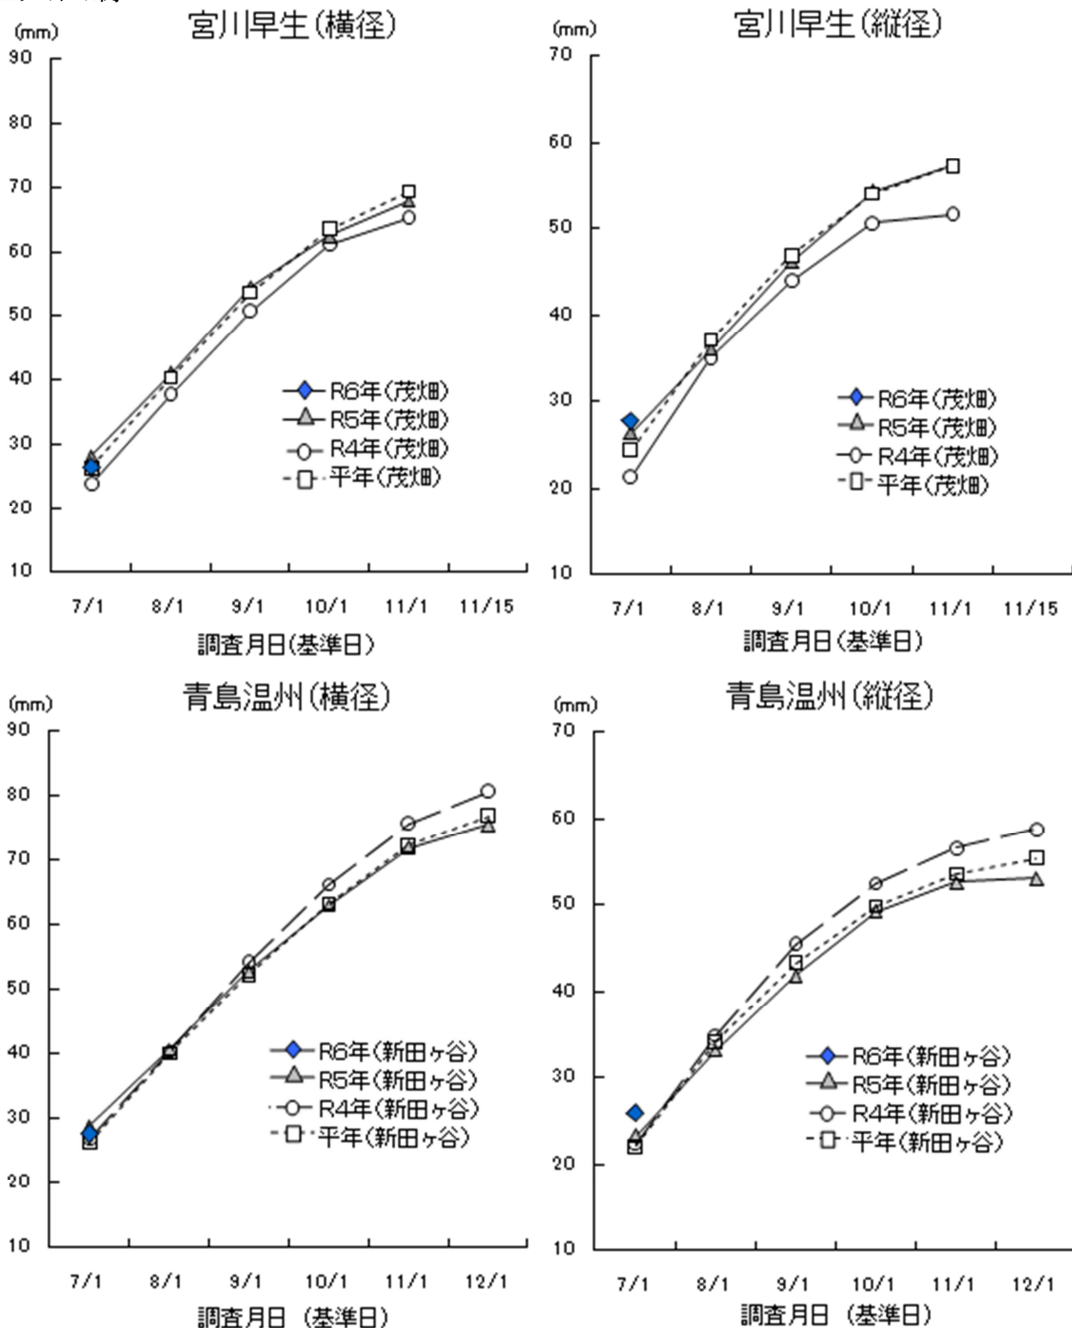 宮川早生(横径)
(mm)
90
80
70
60
50
40
30
20
10
R6年(茂畑)
R5年(茂畑)
R4年(茂畑)
平年(茂畑)
7/1 8/1 9/1 10/1 11/1 11/15
調査月日(基準日)
宮川早生(縦径)
(mm)
70
60
50
40
30
20
10
R6年(茂畑)
R5年(茂畑)
R4年(茂畑)
平年(茂畑)
7/1 8/1 9/1 10/1 11/1 11/15
調査月日(基準日)
青島温州(横径)
(mm)
90
80
70
60
50
40
30
20
10
R6年(新田ヶ谷)
R5年(新田ヶ谷)
R4年(新田ヶ谷)
平年(新田ヶ谷)
7/1 8/1 9/1 10/1 11/1 12/1
調査月日 (基準日)
青島温州(縦径)
(mm)
70
60
50
40
30
20
10
R6年(新田ヶ谷)
R5年(新田ヶ谷)
R4年(新田ヶ谷)
平年(新田ヶ谷)
7/1 8/1 9/1 10/1 11/1 12/1
調査月日 (基準日)